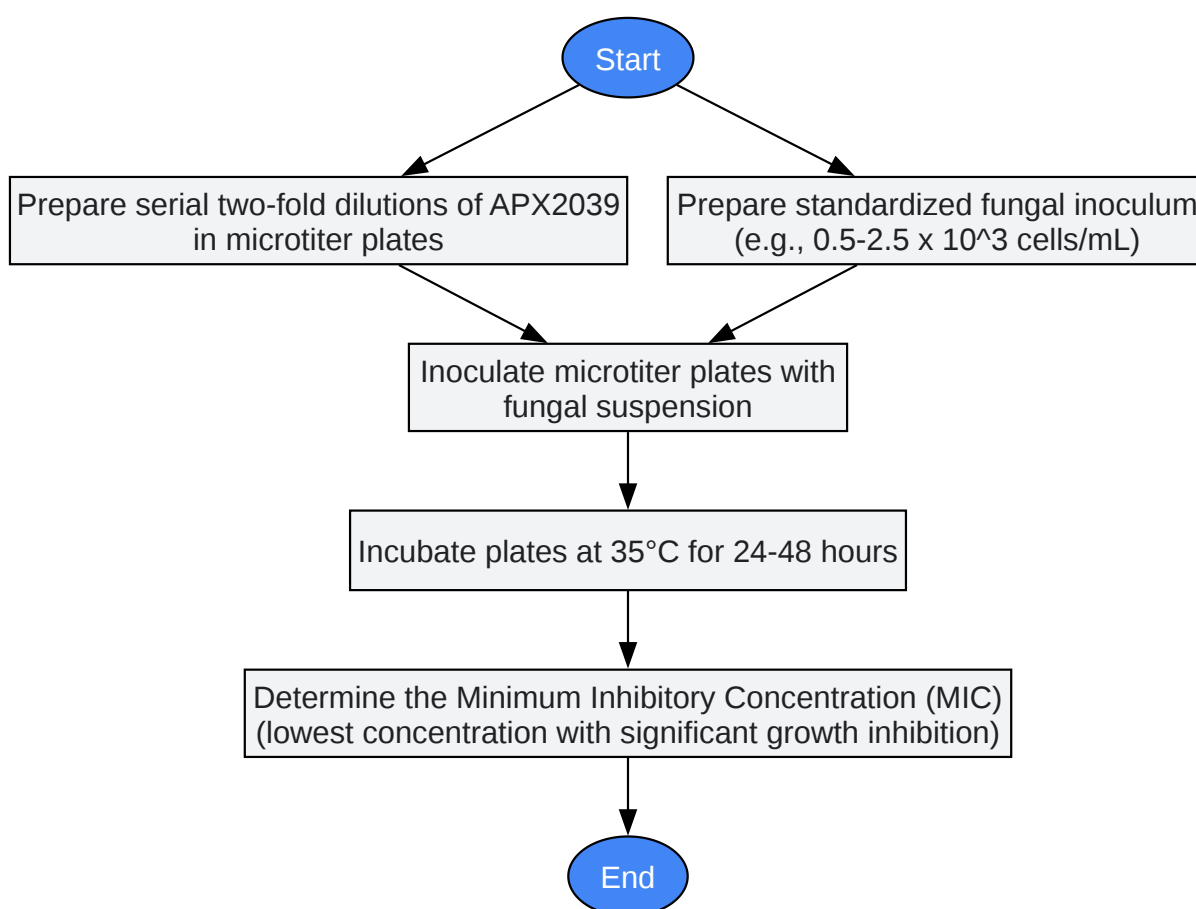 Start
Prepare serial two-fold dilutions of APX2039
in microtiter plates
Prepare standardized fungal inoculum
(e.g., 0.5-2.5 x 10^3 cells/mL)
Inoculate microtiter plates with
fungal suspension
Incubate plates at 35°C for 24-48 hours
Determine the Minimum Inhibitory Concentration (MIC)
(lowest concentration with significant growth inhibition)
End